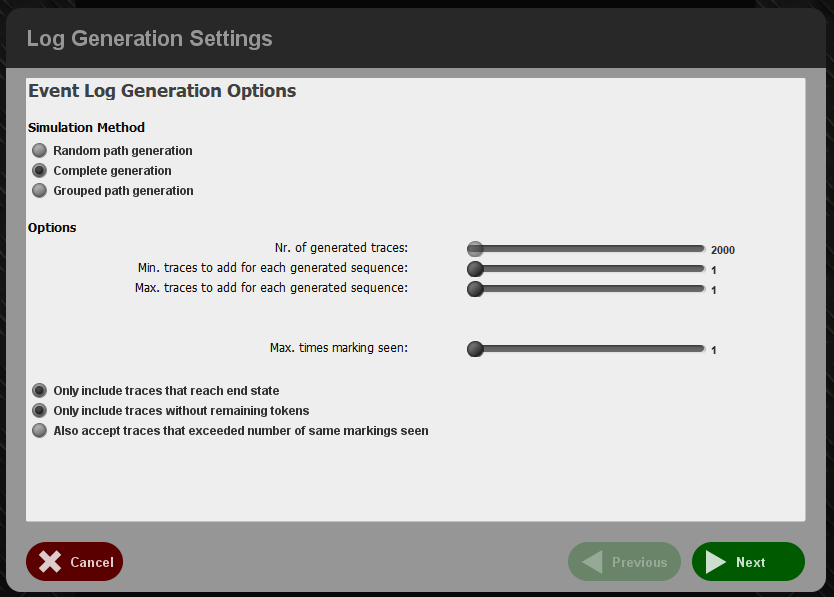 Log Generation Settings
Event Log Generation Options
Simulation Method
Random path generation
Complete generation
Grouped path generation
Options
Nr. of generated traces: 2000
Min. traces to add for each generated sequence: 1
Max. traces to add for each generated sequence: 1
Max. times marking seen: 1
Only include traces that reach end state
Only include traces without remaining tokens
Also accept traces that exceeded number of same markings seen
Cancel Previous Next